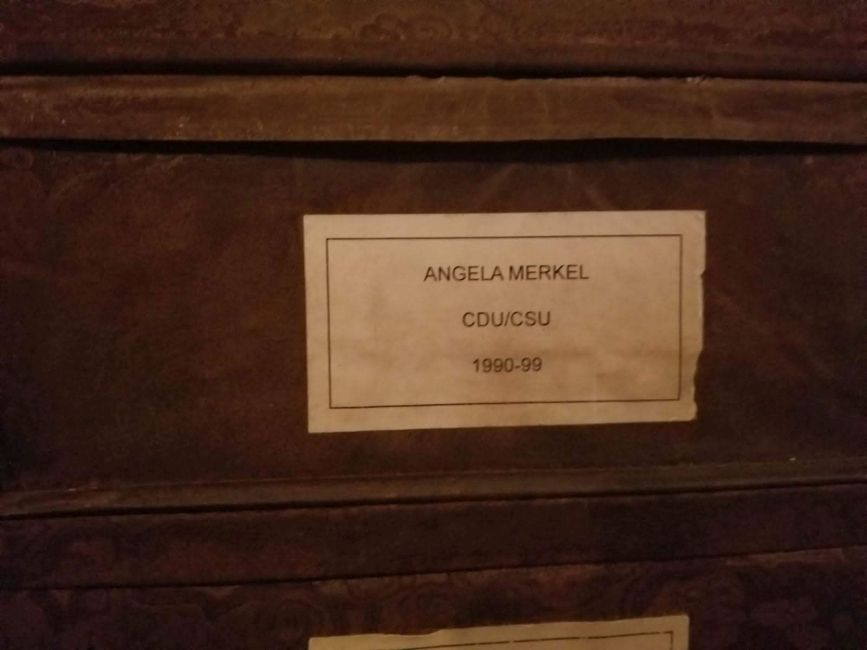 ANGELA MERKEL
CDU/CSU
1990-99